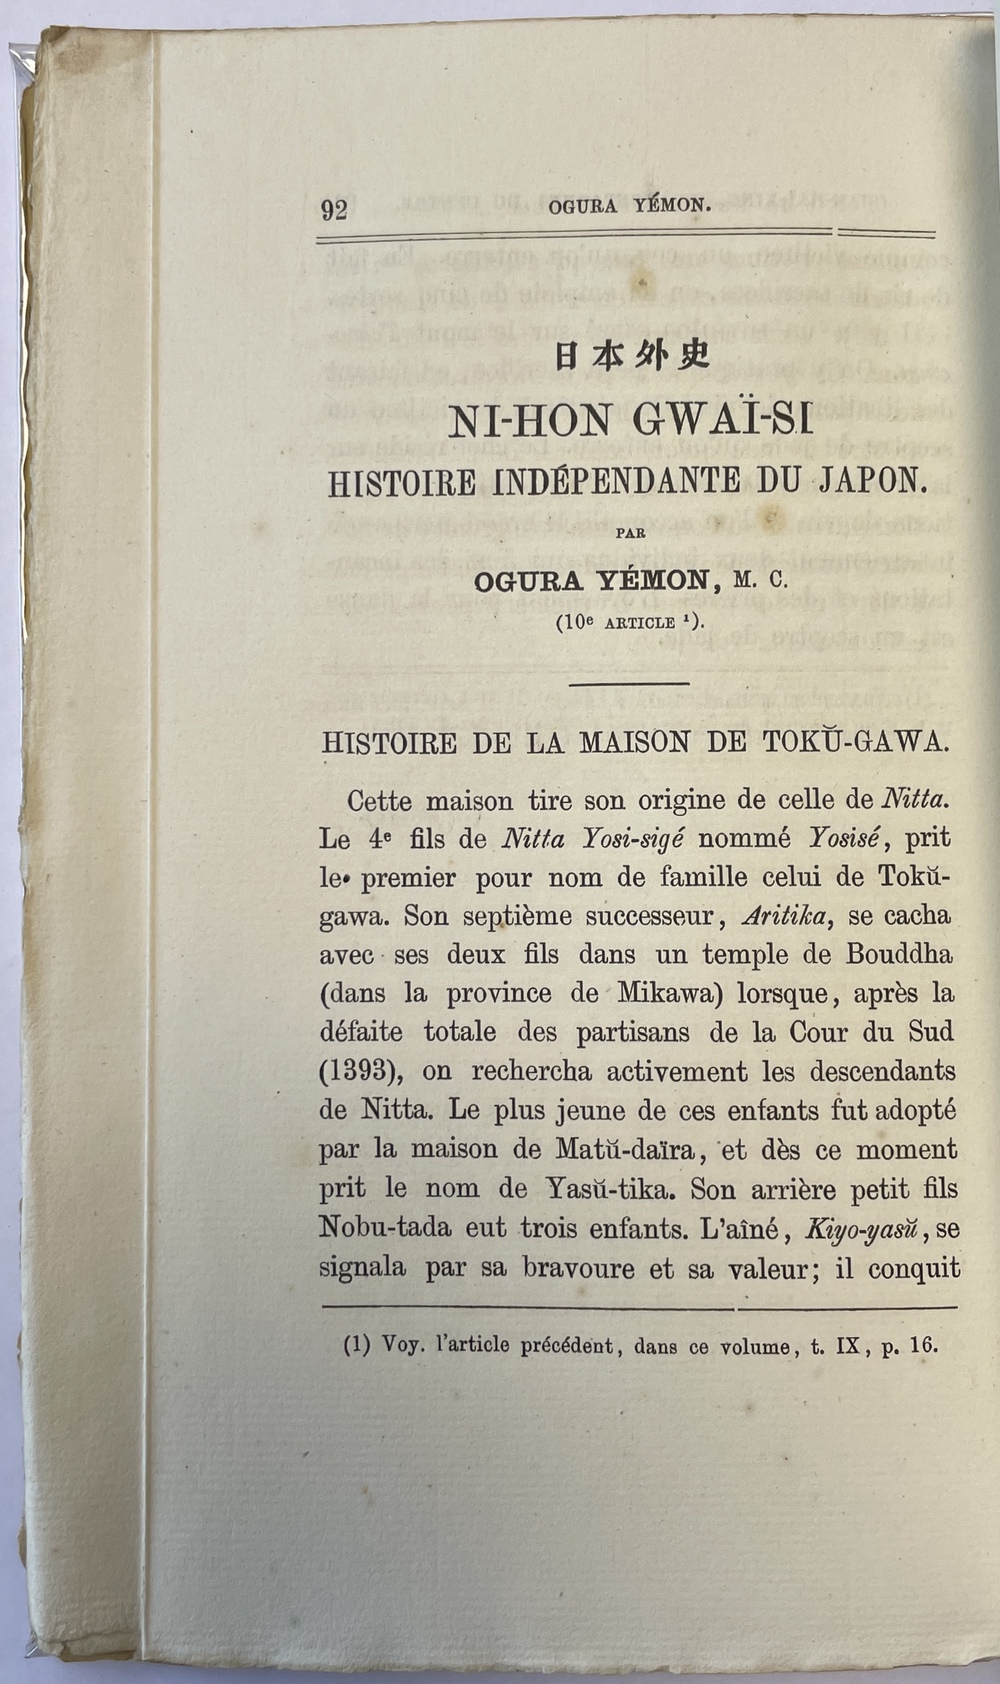 92 OGURA YÉMON.
日本外史
NI-HON GWAÏ-SI
HISTOIRE INDÉPENDANTE DU JAPON.
PAR
OGURA YÉMON, M. C.
(10e ARTICLE ¹).
HISTOIRE DE LA MAISON DE TOKŬ-GAWA.
Cette maison tire son origine de celle de Nitta.
Le 4e fils de Nitta Yosi-sigé nommé Yosisé, prit
le premier pour nom de famille celui de Tokŭ-
gawa. Son septième successeur, Aritika, se cacha
avec ses deux fils dans un temple de Bouddha
(dans la province de Mikawa) lorsque, après la
défaite totale des partisans de la Cour du Sud
(1393), on rechercha activement les descendants
de Nitta. Le plus jeune de ces enfants fut adopté
par la maison de Matŭ-daïra, et dès ce moment
prit le nom de Yasŭ-tika. Son arrière petit fils
Nobu-tada eut trois enfants. L'aîné, Kiyo-yasŭ, se
signala par sa bravoure et sa valeur; il conquit
(1) Voy. l'article précédent, dans ce volume, t. IX, p. 16.